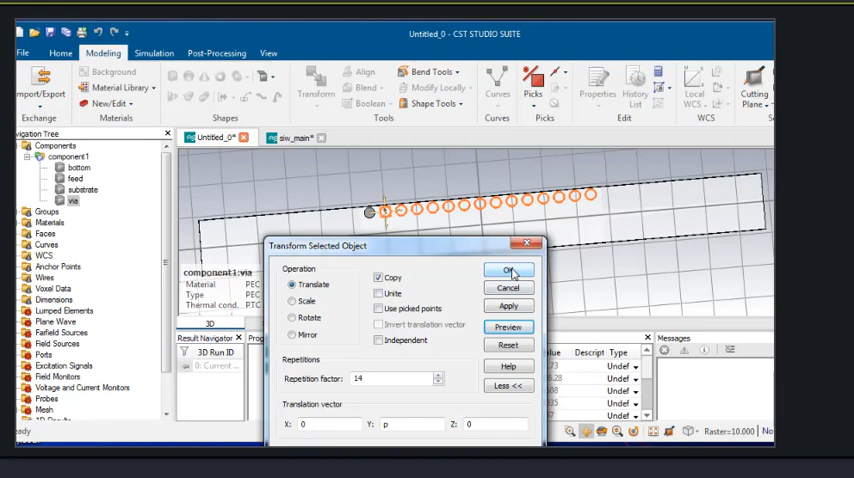 Untitled_0 - CST STUDIO SUITE
File Home Modeling Simulation Post-Processing View
Import/Export
Exchange
Background
Material Library
New/Edit
Materials
Shapes
Transform
Align
Blend
Boolean
Bend Tools
Modify Locally
Shape Tools
Tools
Curves
Curves
Picks
Picks
Properties
History List
Edit
Local WCS
WCS
Cutting Plane
Navigation Tree
Untitled_0*
siw_main*
Components
component1
bottom
feed
substrate
via
Groups
Materials
Faces
Curves
WCS
Anchor Points
Wires
Voxel Data
Dimensions
Lumped Elements
Plane Wave
Farfield Sources
Field Sources
Ports
Excitation Signals
Field Monitors
Voltage and Current Monitors
Probes
Mesh
component1:via
Material PEC
Type PEC
3D
Result Navigator
3D Run ID
Transform Selected Object
Operation
Translate
Scale
Rotate
Mirror
Copy
Unite
Use picked points
Invert translation vector
Independent
OK
Cancel
Apply
Preview
Reset
Help
Less <<
Repetitions
Repetition factor: 14
Translation vector
X: 0 Y: p Z: 0
Descript Type
Undef
Undef
Undef
Undef
Undef
Messages
Raster=10.000